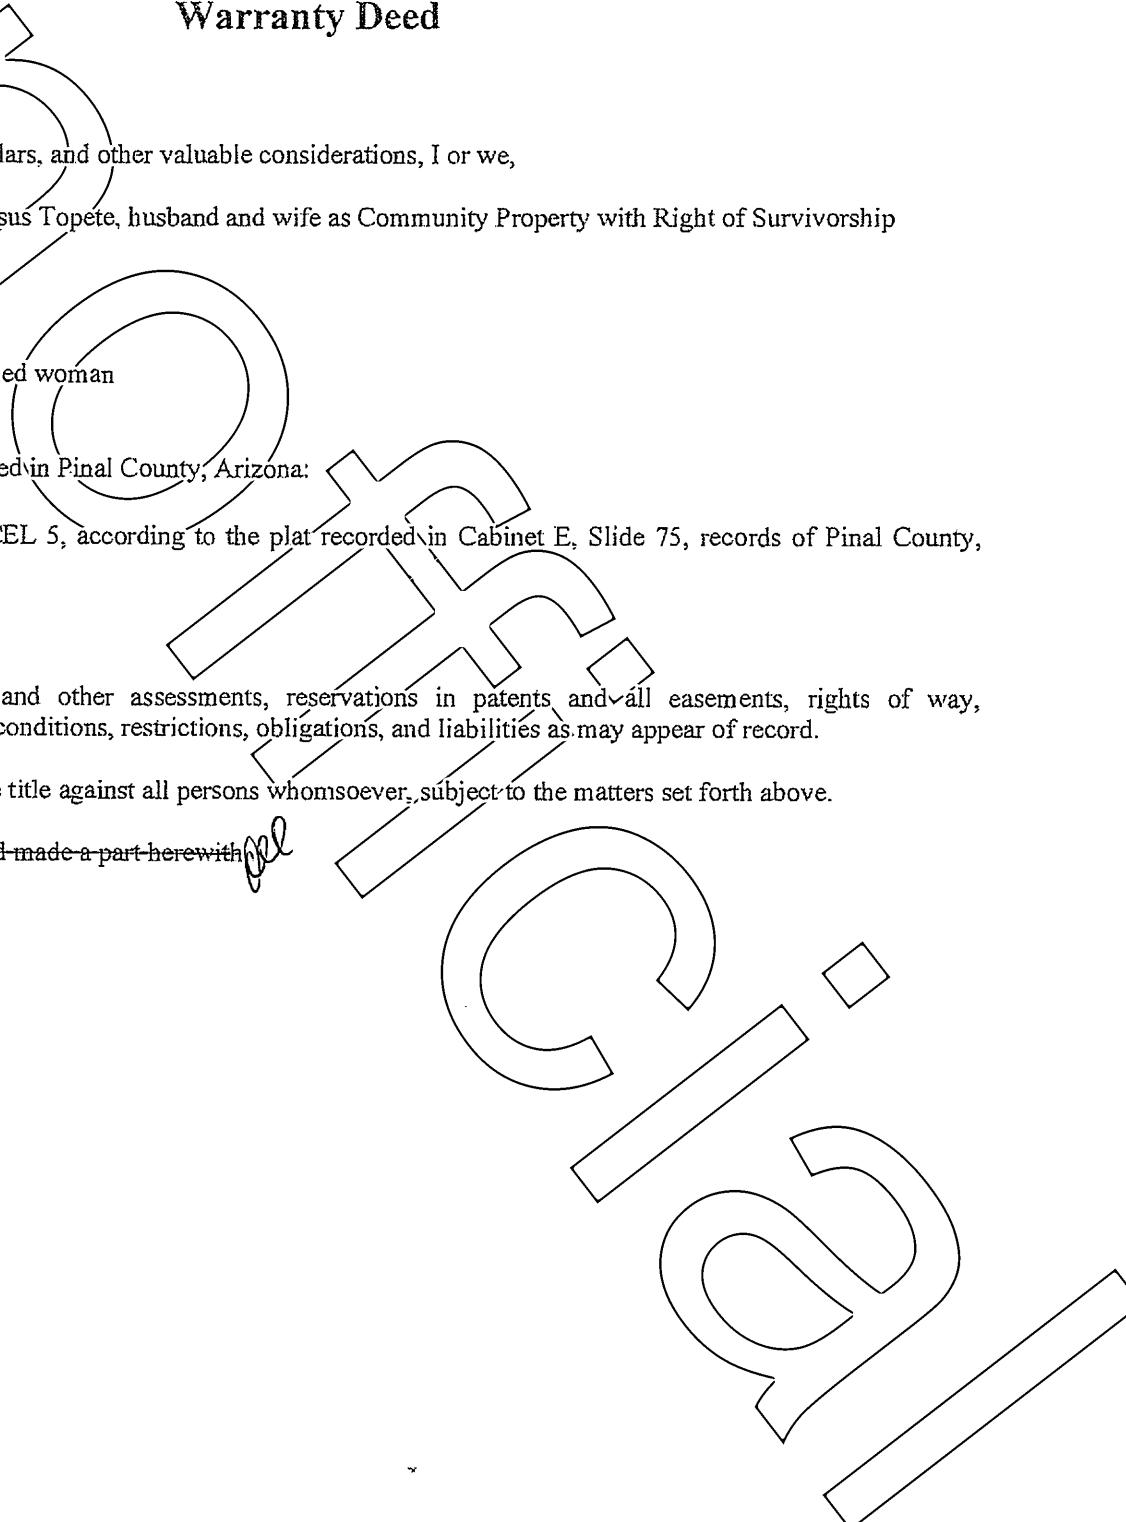 Warranty Deed
lars, and other valuable considerations, I or we,
sus Topete, husband and wife as Community Property with Right of Survivorship
ed woman
ed in Pinal County, Arizona:
CEL 5, according to the plat recorded in Cabinet E, Slide 75, records of Pinal County,
and other assessments, reservations in patents and all easements, rights of way,
conditions, restrictions, obligations, and liabilities as may appear of record.
title against all persons whomsoever, subject to the matters set forth above.
made a part herewith
official